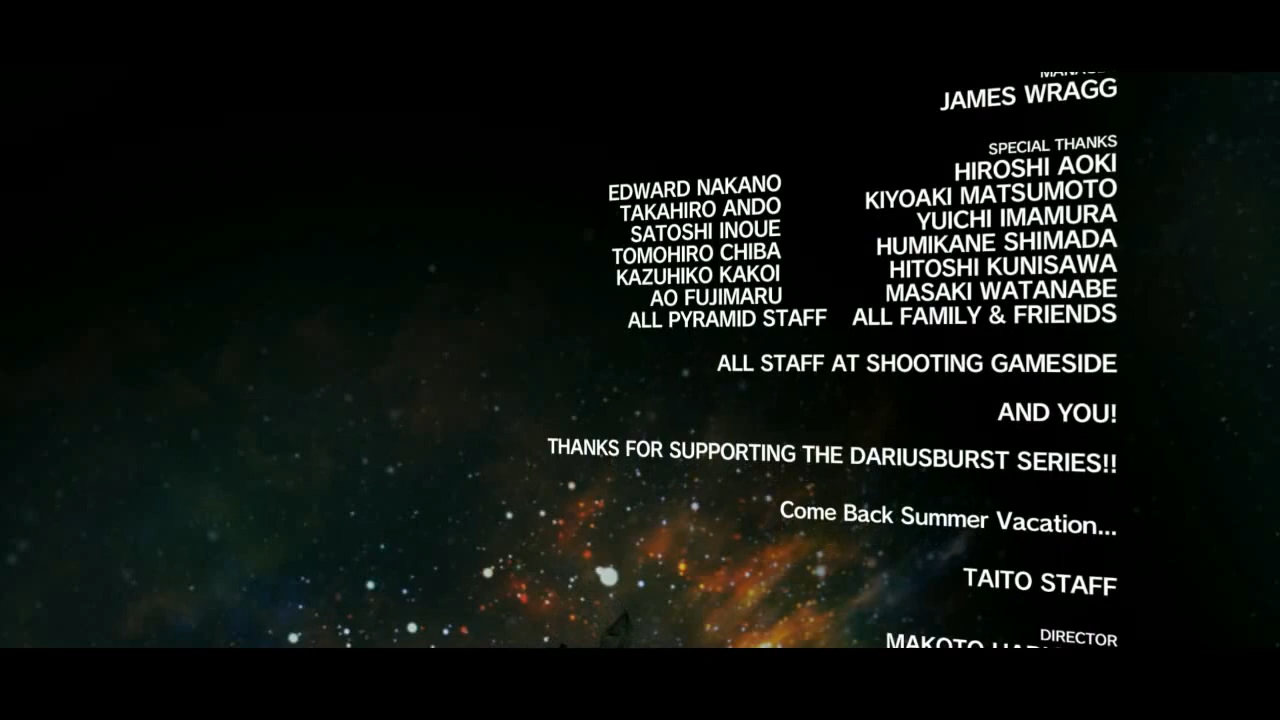 JAMES WRAGG
SPECIAL THANKS
EDWARD NAKANO HIROSHI AOKI
TAKAHIRO ANDO KIYOAKI MATSUMOTO
SATOSHI INOUE YUICHI IMAMURA
TOMOHIRO CHIBA HUMIKANE SHIMADA
KAZUHIKO KAKOI HITOSHI KUNISAWA
AO FUJIMARU MASAKI WATANABE
ALL PYRAMID STAFF ALL FAMILY & FRIENDS
ALL STAFF AT SHOOTING GAMESIDE
AND YOU!
THANKS FOR SUPPORTING THE DARIUSBURST SERIES!!
Come Back Summer Vacation...
TAITO STAFF
DIRECTOR
MAKOTO